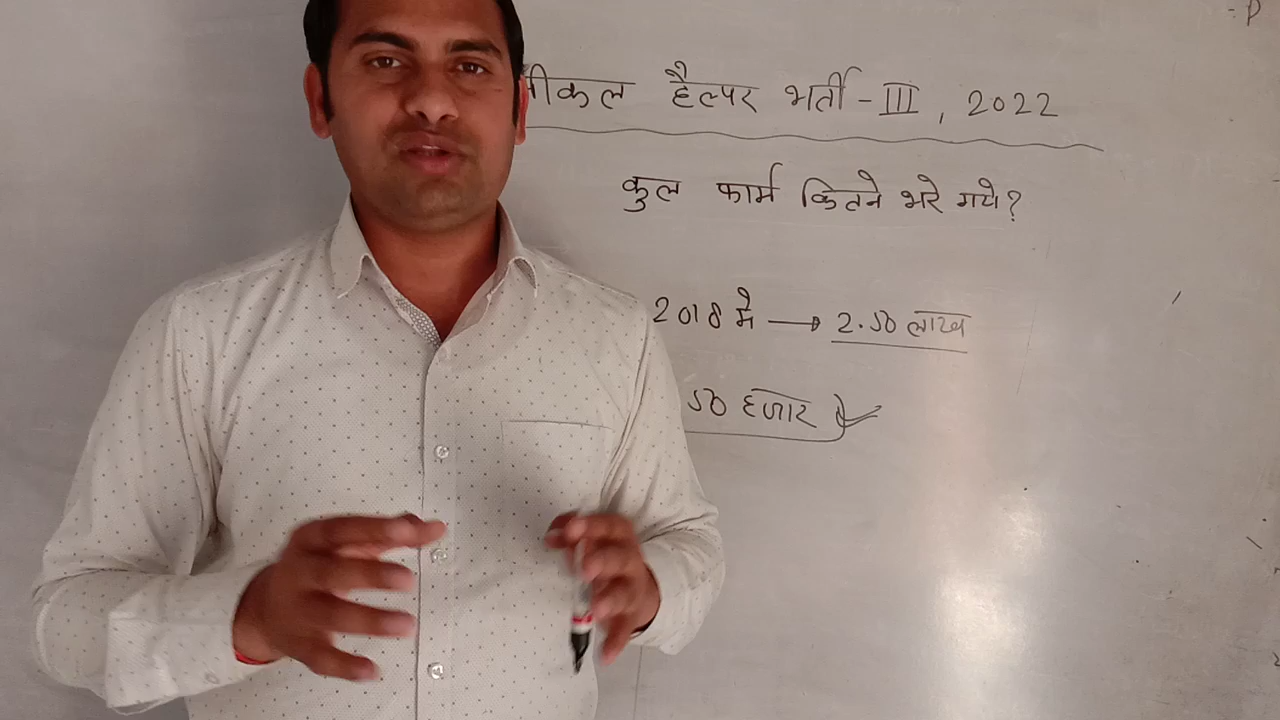 - P
नीकल हैल्पर भर्ती - III, 2022
कुल फार्म कितने भरे गये?
2018 मे → 2.50 लाख
50 हजार